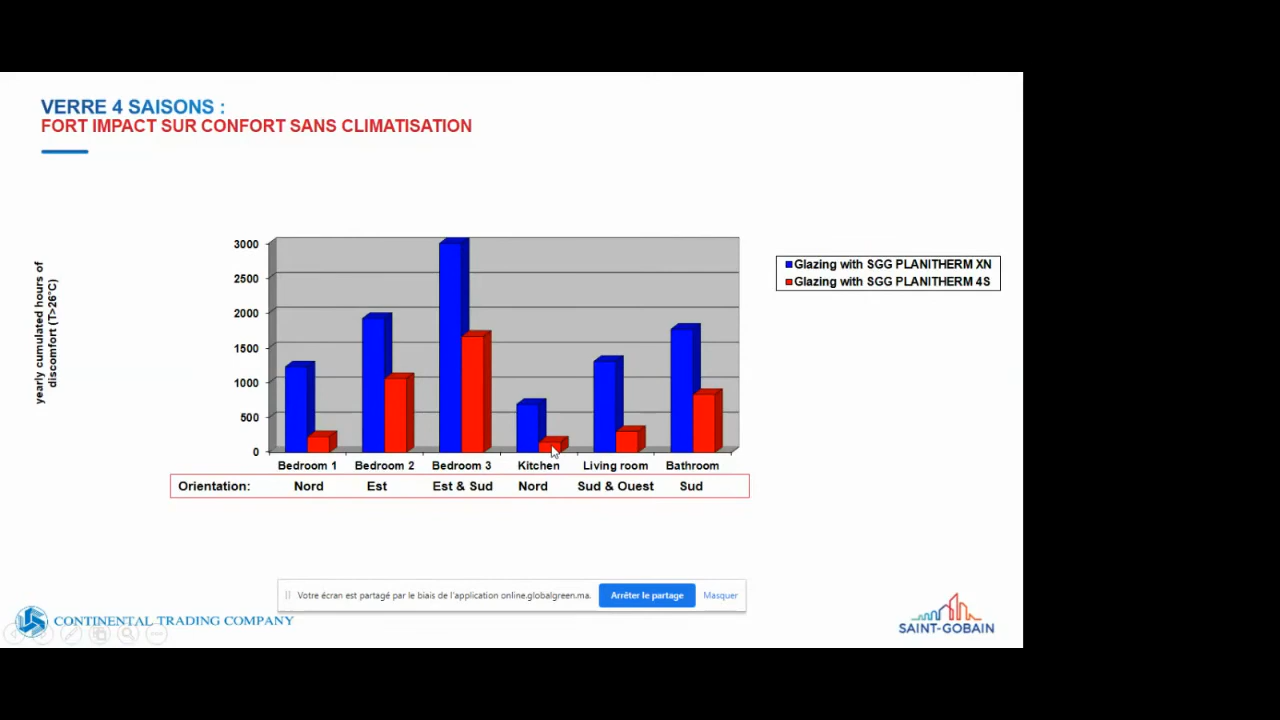 VERRE 4 SAISONS :
FORT IMPACT SUR CONFORT SANS CLIMATISATION
yearly cumulated hours of
discomfort (T>26°C)
3000
2500
2000
1500
1000
500
0
Bedroom 1 Bedroom 2 Bedroom 3 Kitchen Living room Bathroom
Orientation: Nord Est Est & Sud Nord Sud & Ouest Sud
Glazing with SGG PLANITHERM XN
Glazing with SGG PLANITHERM 4S
Votre écran est partagé par le biais de l'application online.globalgreen.ma. Arrêter le partage Masquer
CONTINENTAL TRADING COMPANY
SAINT-GOBAIN